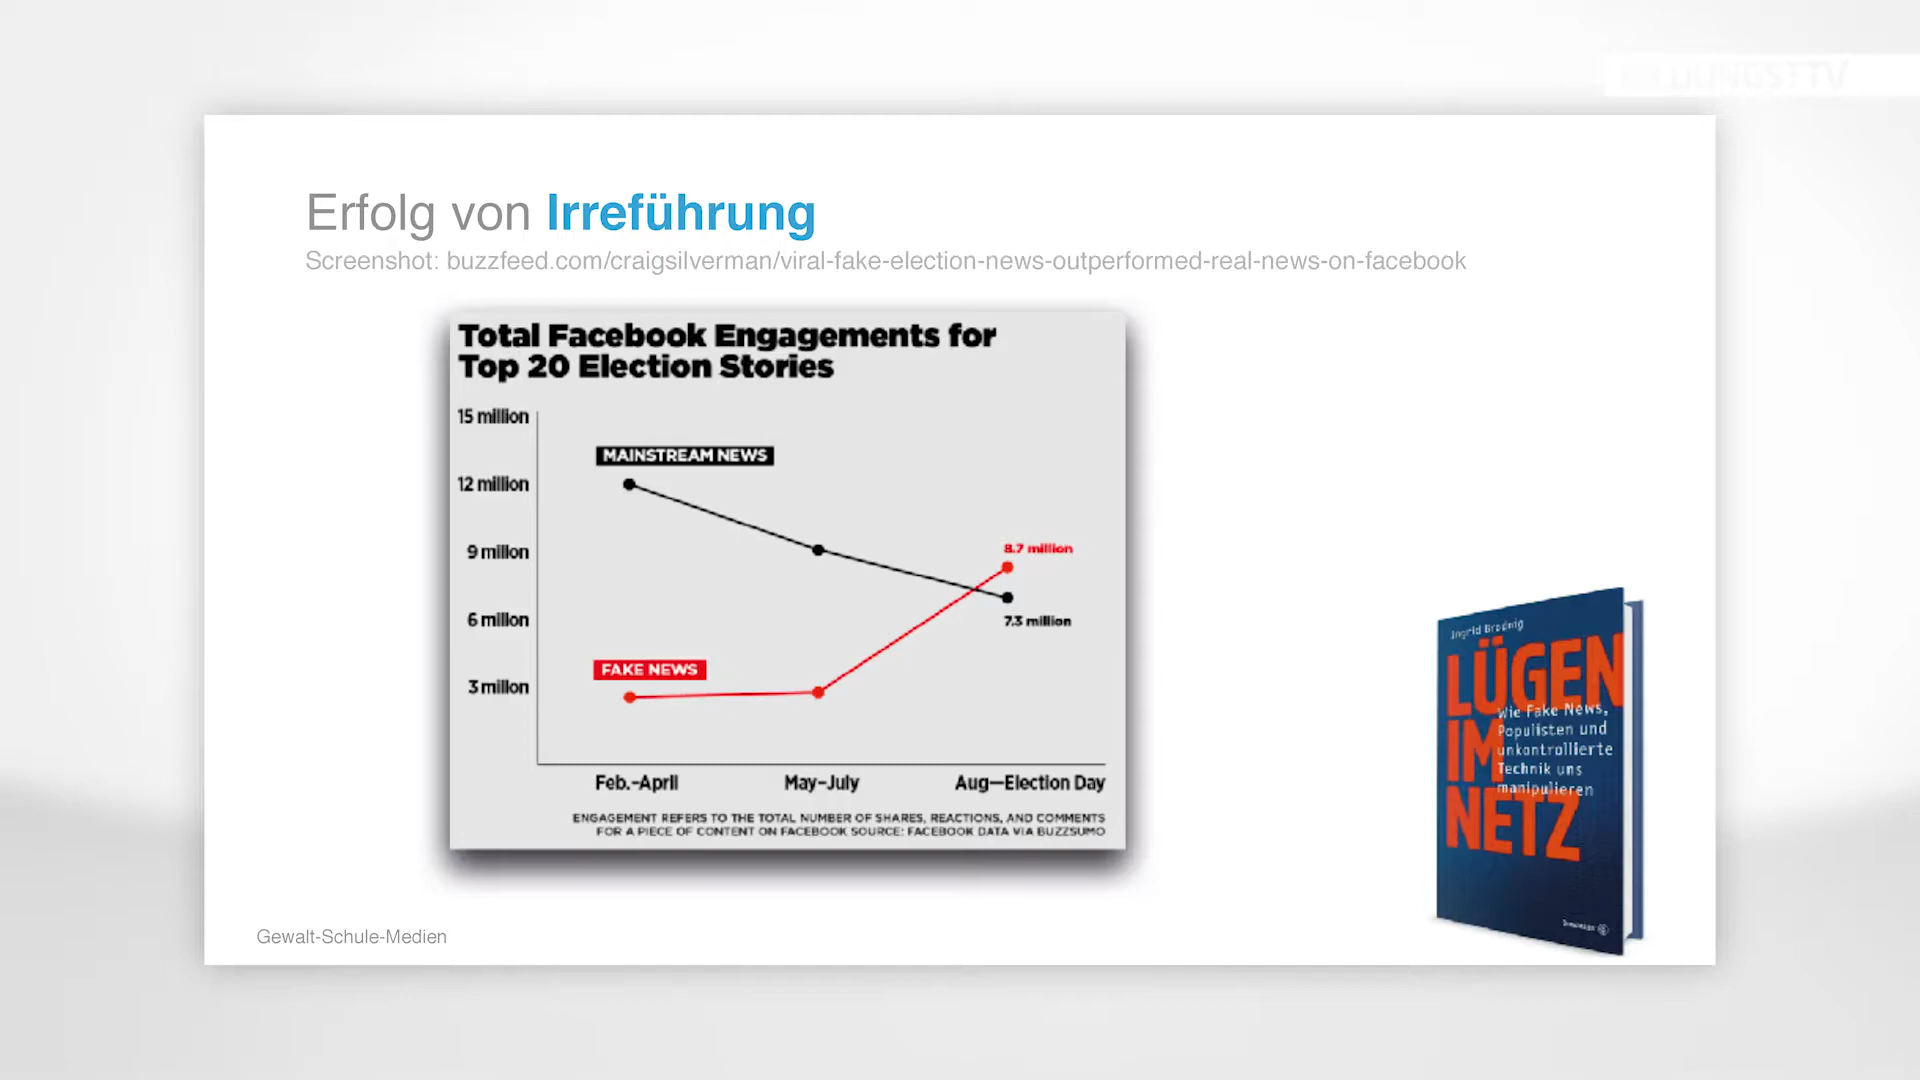 Erfolg von Irreführung
Screenshot: buzzfeed.com/craigsilverman/viral-fake-election-news-outperformed-real-news-on-facebook
Total Facebook Engagements for
Top 20 Election Stories
15 million
MAINSTREAM NEWS
12 million
9 millon
8.7 million
6 millon
7.3 million
FAKE NEWS
3 millon
Feb.–April
May–July
Aug—Election Day
ENGAGEMENT REFERS TO THE TOTAL NUMBER OF SHARES, REACTIONS, AND COMMENTS
FOR A PIECE OF CONTENT ON FACEBOOK SOURCE: FACEBOOK DATA VIA BUZZSUMO
Ingrid Brodnig
LÜGEN
IM
NETZ
Wie Fake News,
Populisten und
unkontrollierte
Technik uns
manipulieren
Gewalt-Schule-Medien